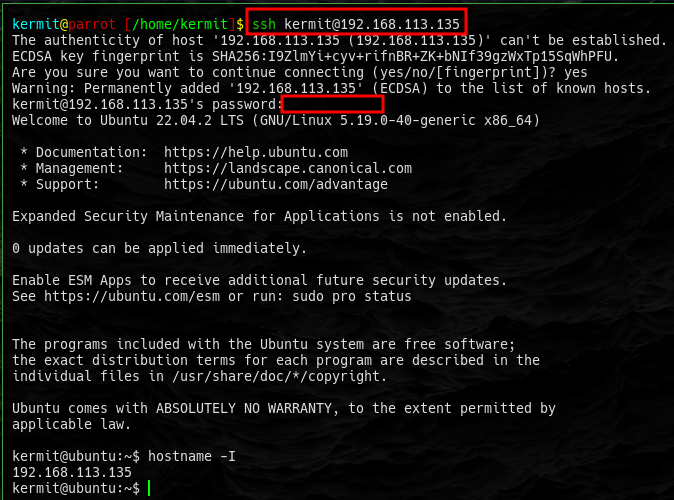 kermit@parrot [/home/kermit]$ ssh kermit@192.168.113.135
The authenticity of host '192.168.113.135 (192.168.113.135)' can't be established.
ECDSA key fingerprint is SHA256:I9ZlmYi+cyv+rifnBR+ZK+bNIf39gzWxTp15SqWhPFU.
Are you sure you want to continue connecting (yes/no/[fingerprint])? yes
Warning: Permanently added '192.168.113.135' (ECDSA) to the list of known hosts.
kermit@192.168.113.135's password:
Welcome to Ubuntu 22.04.2 LTS (GNU/Linux 5.19.0-40-generic x86_64)
* Documentation:  https://help.ubuntu.com
* Management:     https://landscape.canonical.com
* Support:        https://ubuntu.com/advantage
Expanded Security Maintenance for Applications is not enabled.
0 updates can be applied immediately.
Enable ESM Apps to receive additional future security updates.
See https://ubuntu.com/esm or run: sudo pro status
The programs included with the Ubuntu system are free software;
the exact distribution terms for each program are described in the
individual files in /usr/share/doc/*/copyright.
Ubuntu comes with ABSOLUTELY NO WARRANTY, to the extent permitted by
applicable law.
kermit@ubuntu:~$ hostname -I
192.168.113.135
kermit@ubuntu:~$